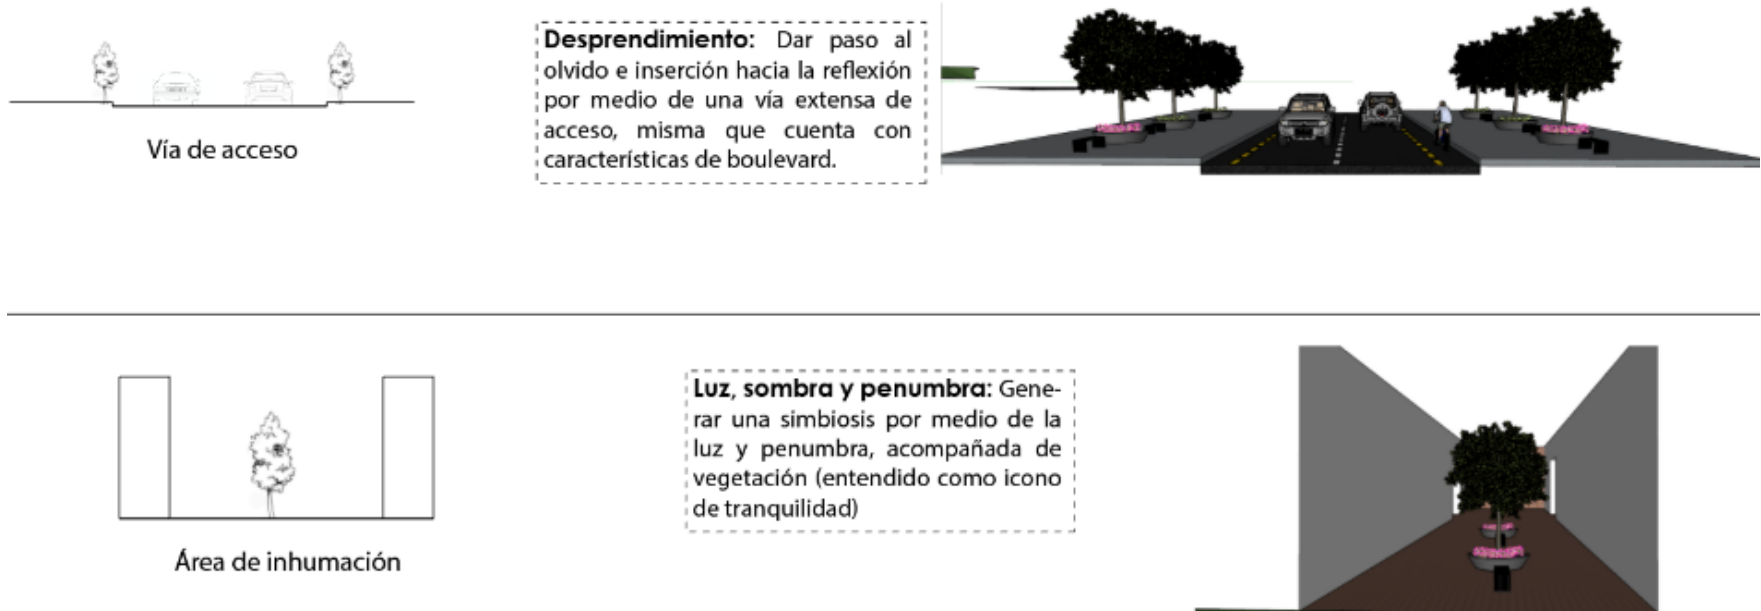 Vía de acceso
Desprendimiento: Dar paso al
olvido e inserción hacia la reflexión
por medio de una vía extensa de
acceso, misma que cuenta con
características de boulevard.
Área de inhumación
Luz, sombra y penumbra: Gene-
rar una simbiosis por medio de la
luz y penumbra, acompañada de
vegetación (entendido como icono
de tranquilidad)